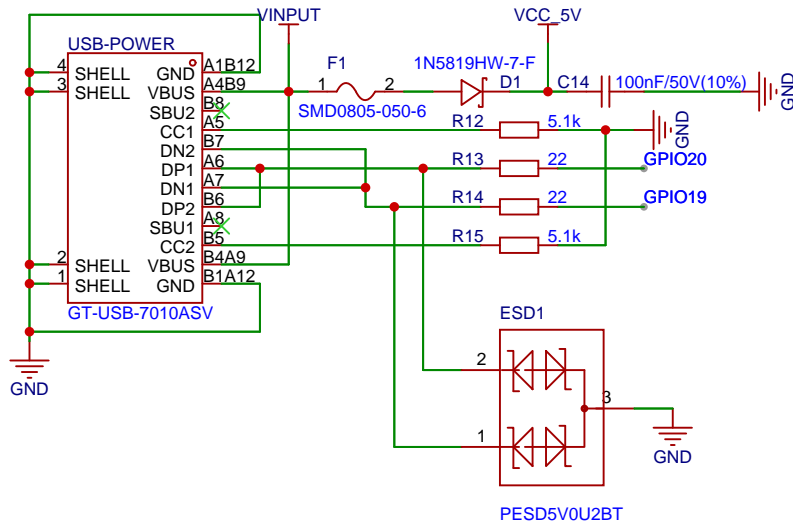 VINPUT
VCC_5V
USB-POWER
F1
1N5819HW-7-F
4 SHELL GND A1B12
3 SHELL VBUS A4B9
1 2
D1
C14 100nF/50V(10%)
GND
SMD0805-050-6
SBU2 B8
CC1 A5
R12 5.1k
GND
DN2 B7
DP1 A6
R13 22 GPIO20
DN1 A7
DP2 B6
R14 22 GPIO19
SBU1 A8
CC2 B5
R15 5.1k
2 SHELL VBUS B4A9
1 SHELL GND B1A12
GT-USB-7010ASV
ESD1
GND
2
3
1
GND
PESD5V0U2BT